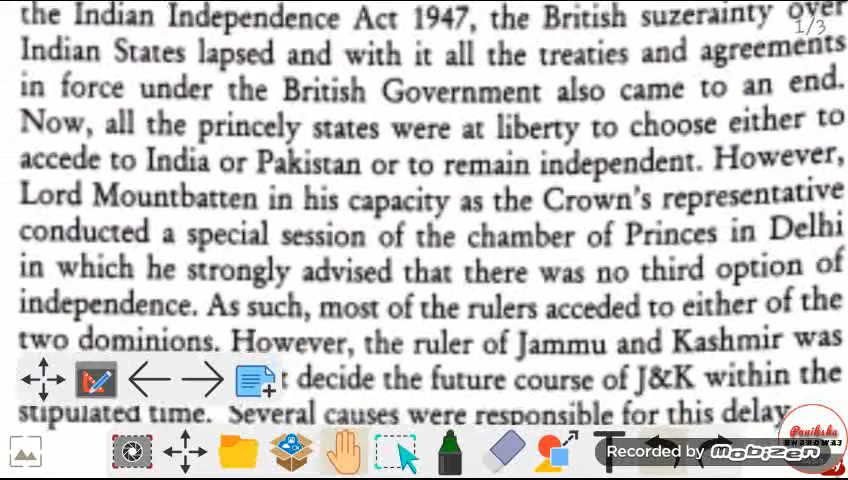 the Indian Independence Act 1947, the British suzerainty over
1/3
Indian States lapsed and with it all the treaties and agreements
in force under the British Government also came to an end.
Now, all the princely states were at liberty to choose either to
accede to India or Pakistan or to remain independent. However,
Lord Mountbatten in his capacity as the Crown's representative
conducted a special session of the chamber of Princes in Delhi
in which he strongly advised that there was no third option of
independence. As such, most of the rulers acceded to either of the
two dominions. However, the ruler of Jammu and Kashmir was
t decide the future course of J&K within the
stipulated time. Several causes were responsible for this delay
Paniksha
BHARDWAJ
Recorded by Mobizen